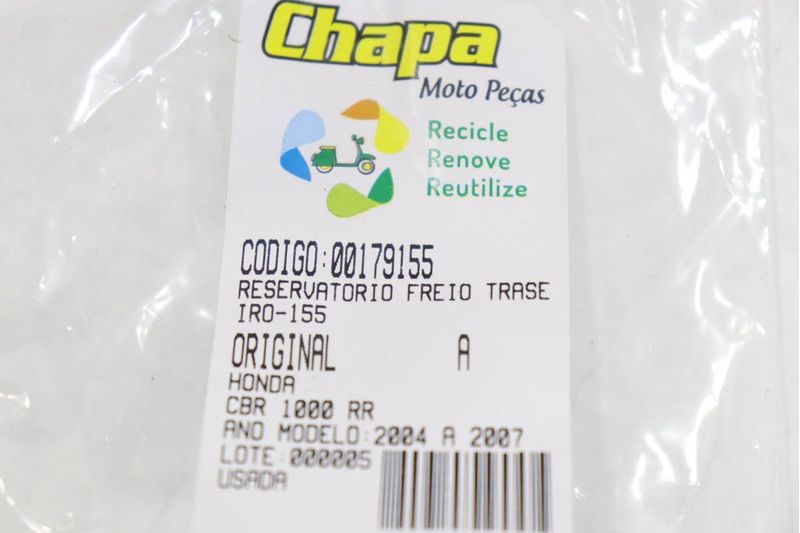 Chapa
Moto Peças
Recicle
Renove
Reutilize
CODIGO:00179155
RESERVATORIO FREIO TRASE
IRO-155
ORIGINAL A
HONDA
CBR 1000 RR
ANO MODELO:2004 A 2007
LOTE:000005
USADA